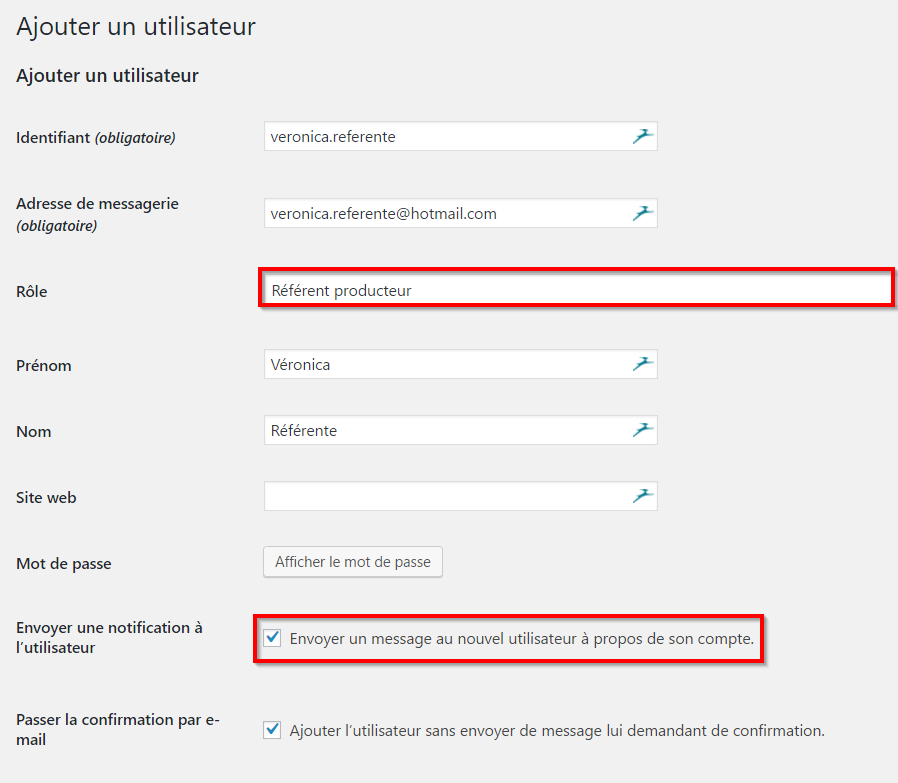 Ajouter un utilisateur
Ajouter un utilisateur
Identifiant (obligatoire)
veronica.referente
Adresse de messagerie
(obligatoire)
veronica.referente@hotmail.com
Rôle
Référent producteur
Prénom
Véronica
Nom
Référente
Site web
Mot de passe
Afficher le mot de passe
Envoyer une notification à
l’utilisateur
Envoyer un message au nouvel utilisateur à propos de son compte.
Passer la confirmation par e-
mail
Ajouter l’utilisateur sans envoyer de message lui demandant de confirmation.